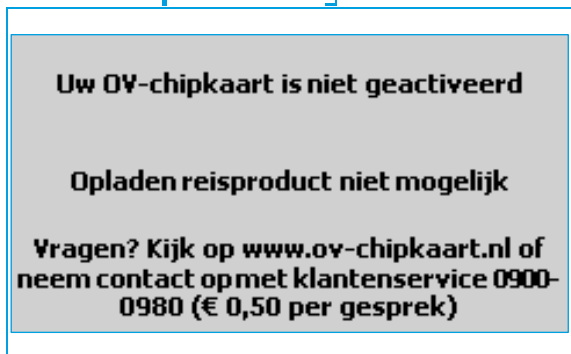 Uw OV-chipkaart is niet geactiveerd
Opladen reisproduct niet mogelijk
Vragen? Kijk op www.ov-chipkaart.nl of
neem contact op met klantenservice 0900-
0980 (€ 0,50 per gesprek)